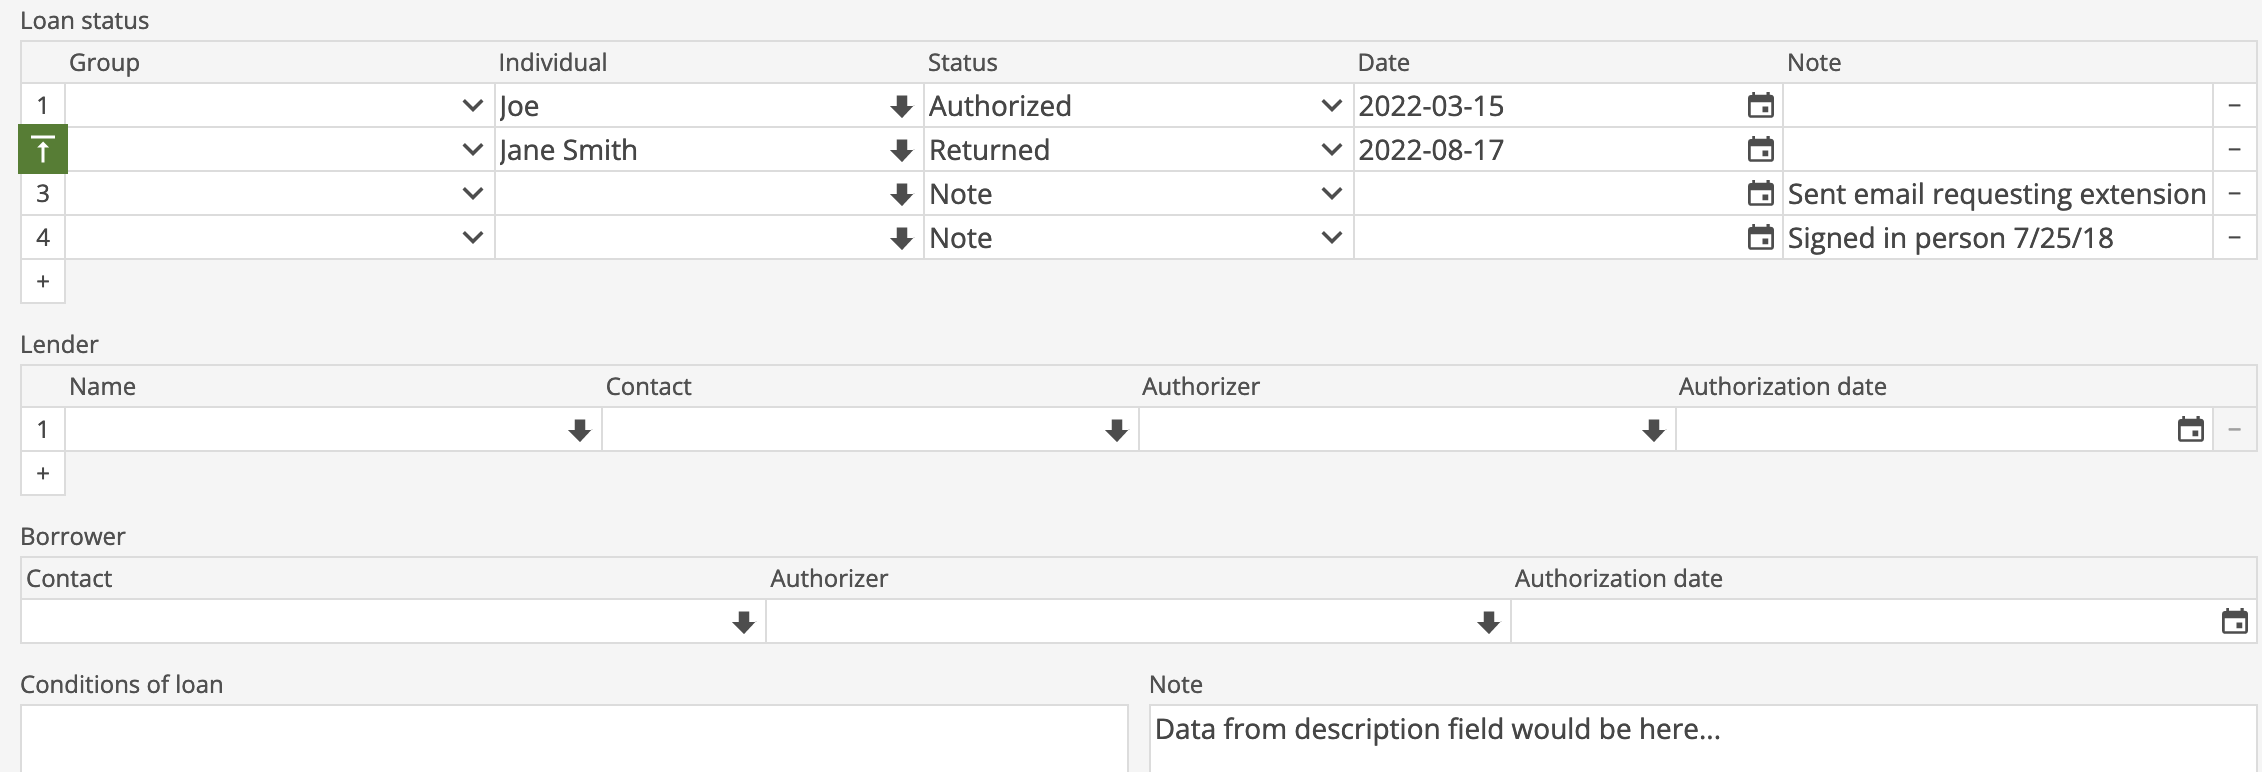 Loan status
Group Individual Status Date Note
1 Joe Authorized 2022-03-15 −
Jane Smith Returned 2022-08-17 −
3 Note Sent email requesting extension −
4 Note Signed in person 7/25/18 −
+
Lender
Name Contact Authorizer Authorization date
1 −
+
Borrower
Contact Authorizer Authorization date
Conditions of loan Note
Data from description field would be here...